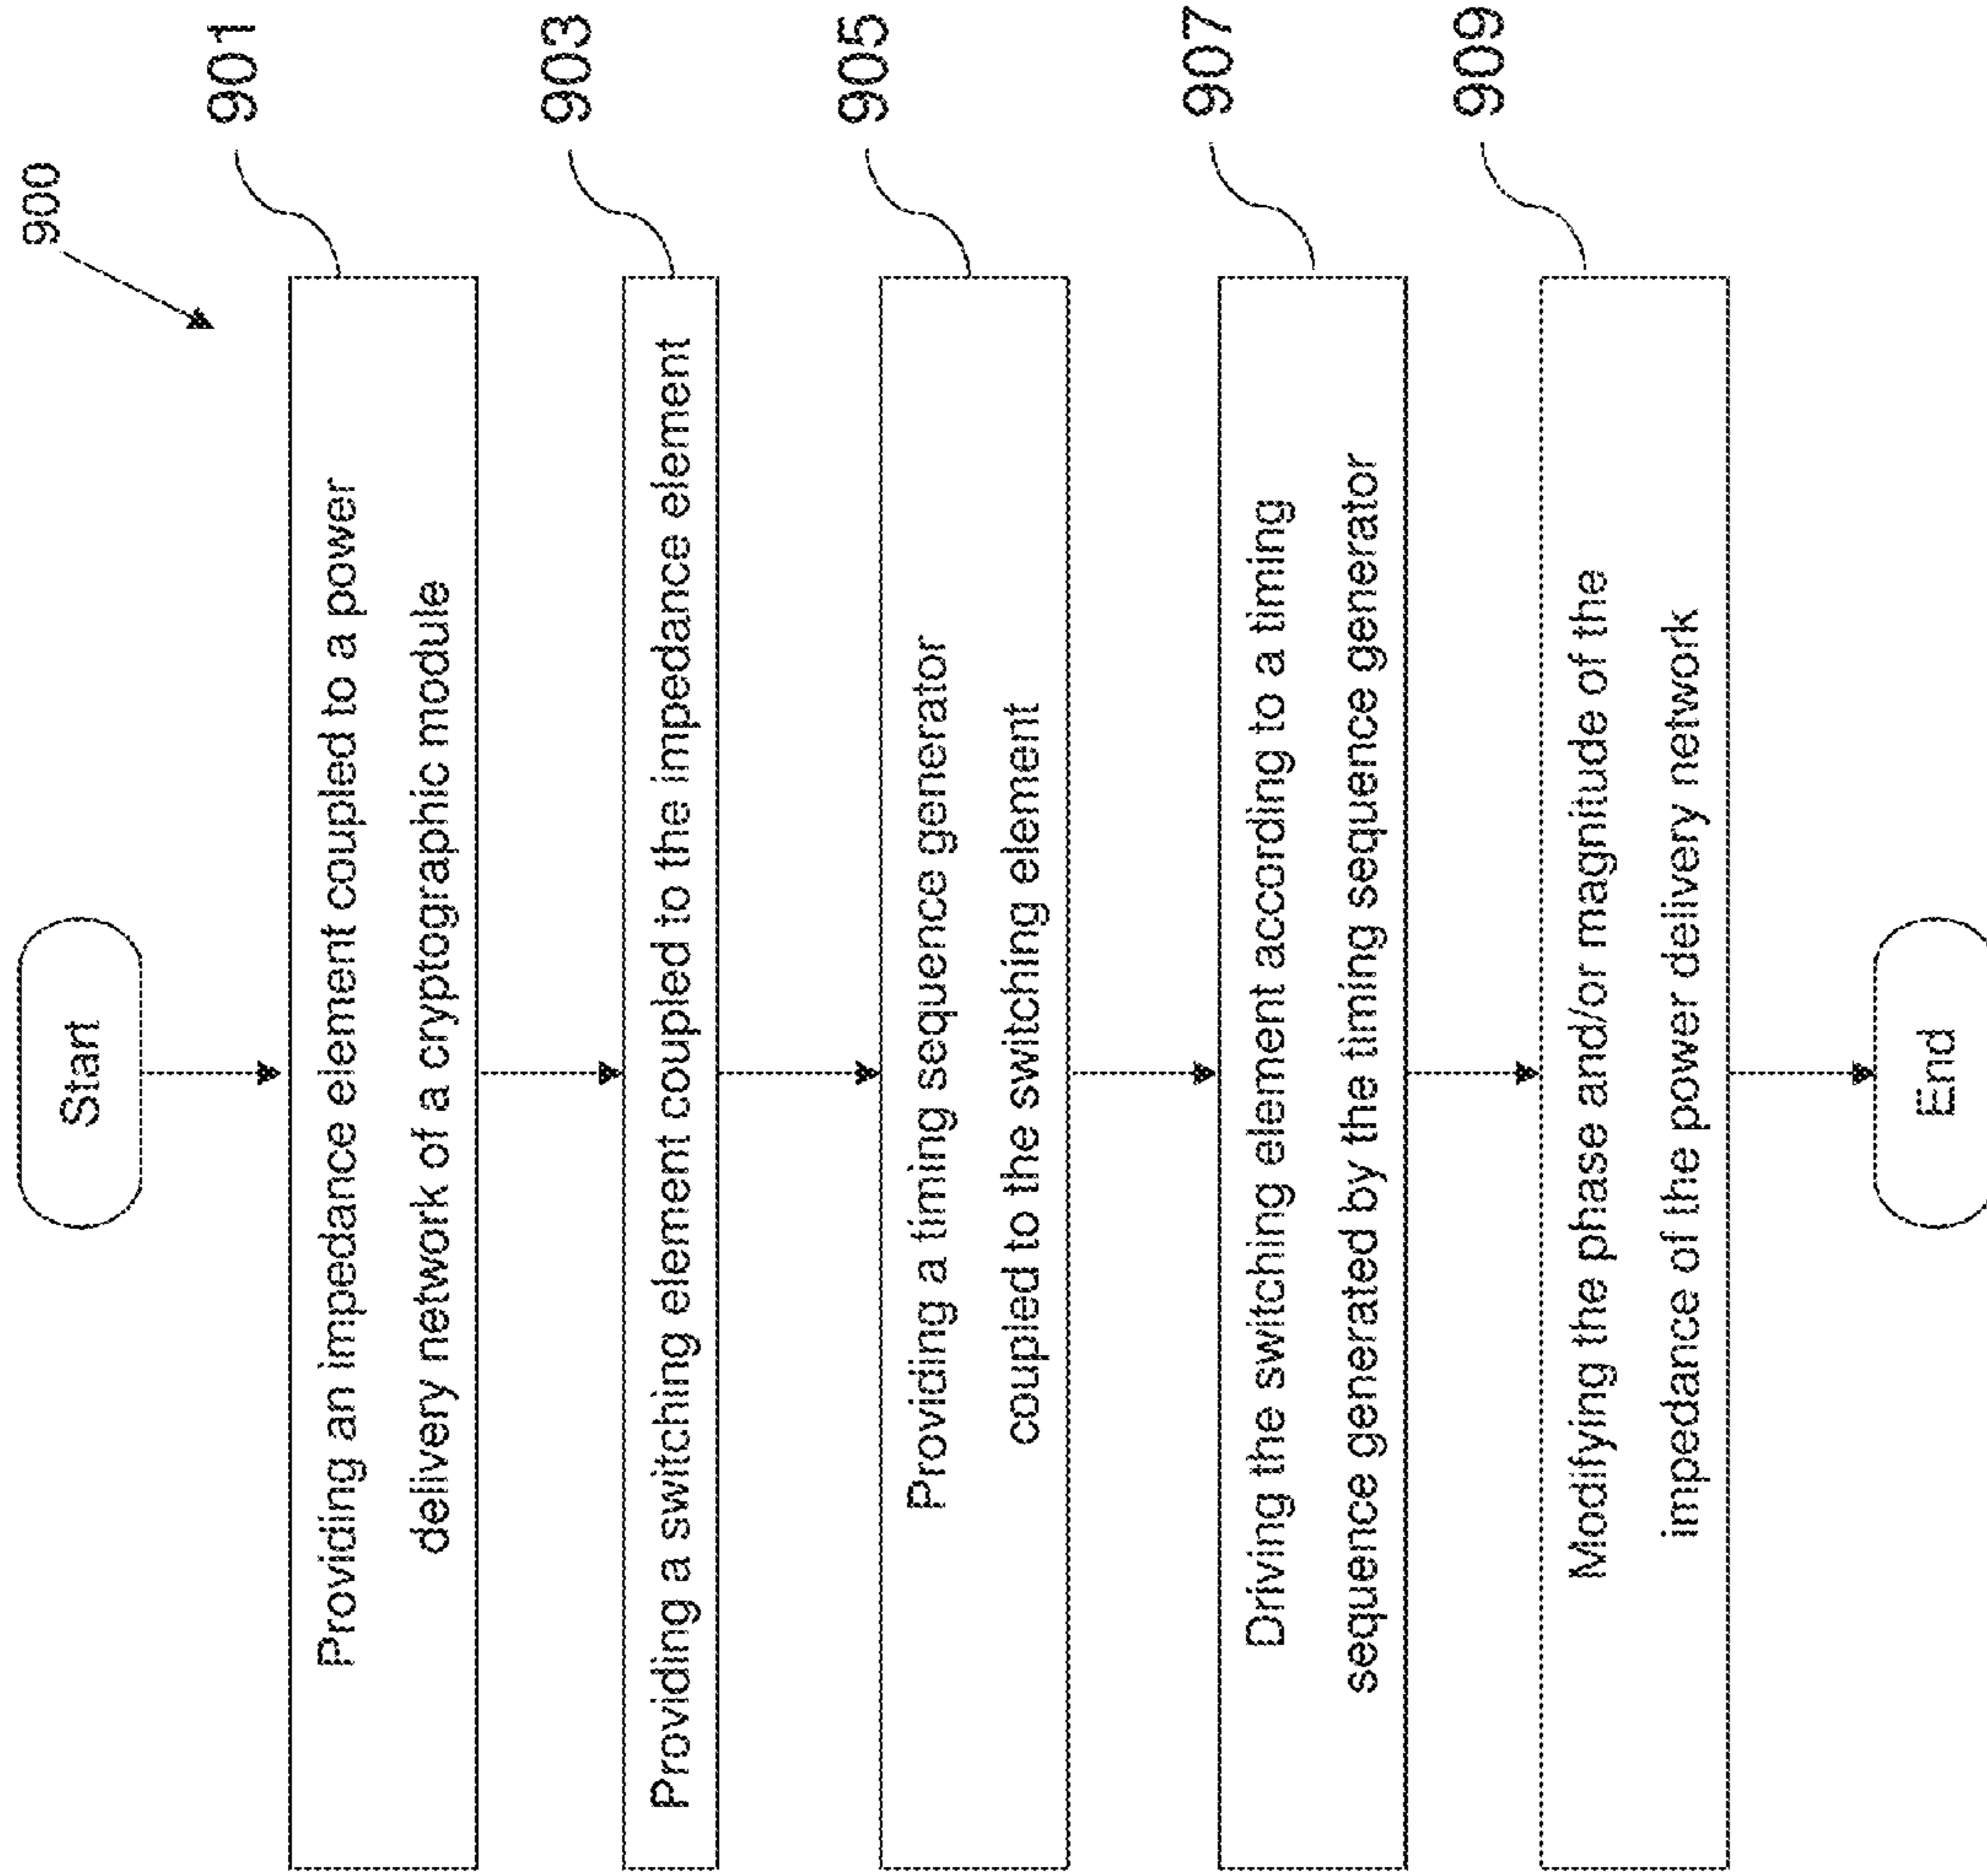 900
Start
Providing an impedance element coupled to a power
delivery network of a cryptographic module
901
Providing a switching element coupled to the impedance element
903
Providing a timing sequence generator
coupled to the switching element
905
Driving the switching element according to a timing
sequence generated by the timing sequence generator
907
Modifying the phase and/or magnitude of the
impedance of the power delivery network
909
End